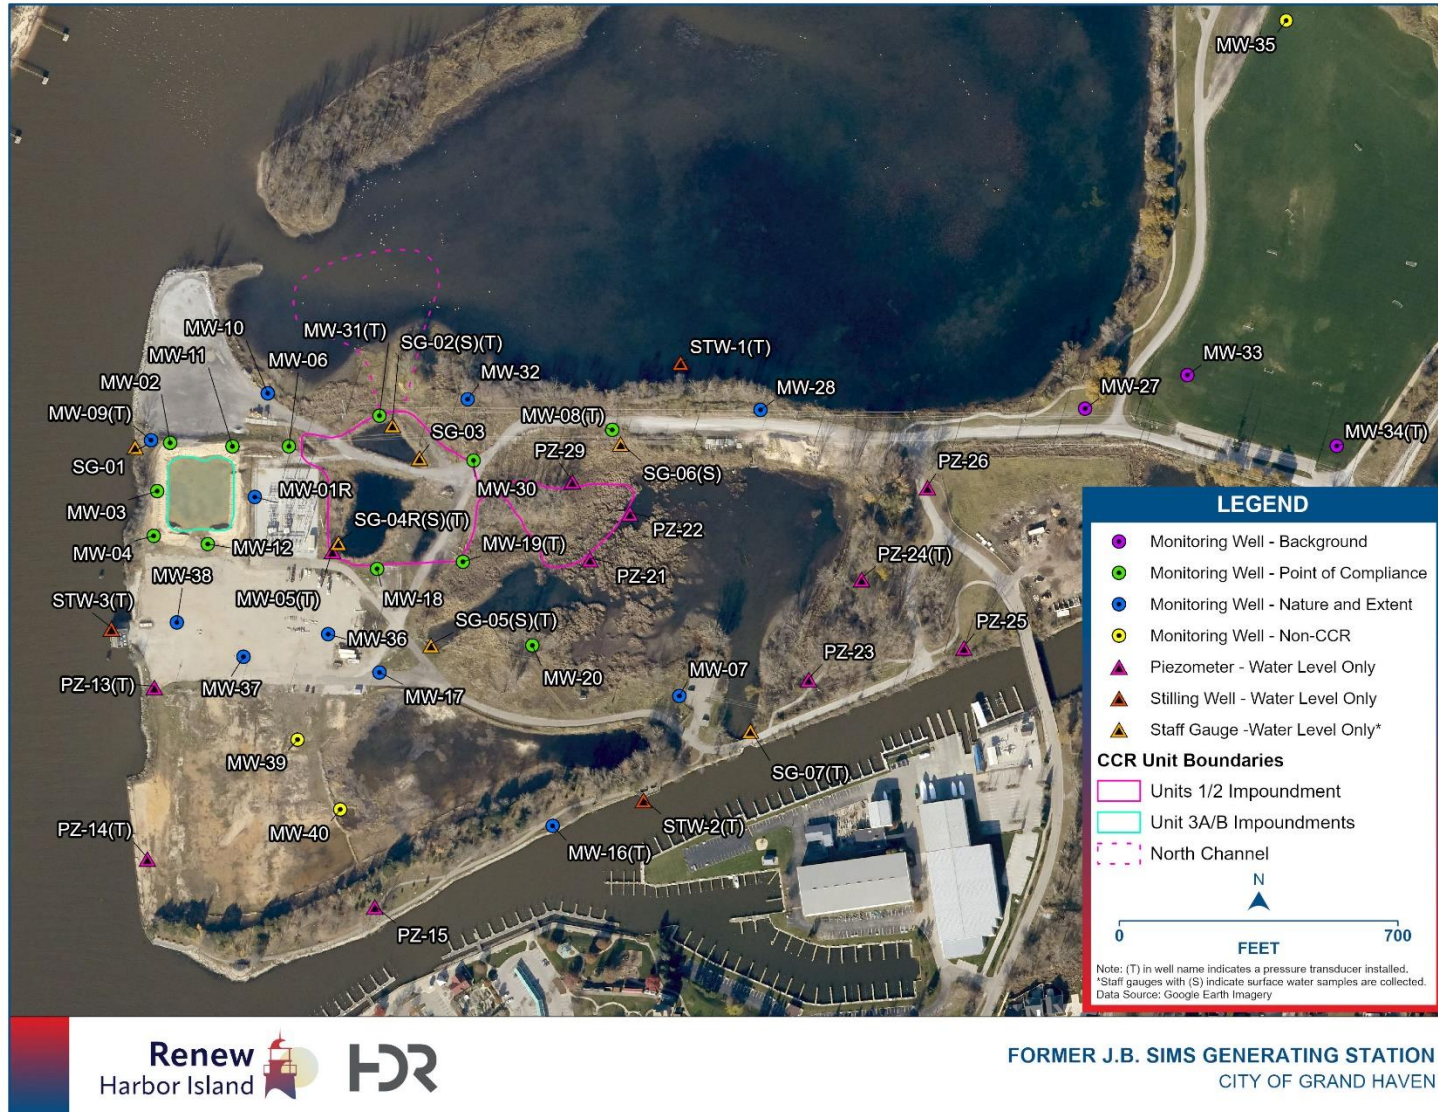 MW-35
MW-10
MW-31(T)
SG-02(S)(T)
STW-1(T)
MW-11
MW-06
MW-33
MW-32
MW-28
MW-27
MW-02
MW-09(T)
MW-08(T)
MW-34(T)
SG-01
SG-03
PZ-29
SG-06(S)
PZ-26
MW-01R
MW-30
MW-03
SG-04R(S)(T)
PZ-22
MW-04
MW-12
MW-19(T)
PZ-24(T)
MW-38
PZ-21
STW-3(T)
MW-05(T)
MW-18
SG-05(S)(T)
PZ-25
MW-36
PZ-23
MW-07
PZ-13(T)
MW-37
MW-17
MW-20
MW-39
SG-07(T)
PZ-14(T)
MW-40
STW-2(T)
MW-16(T)
PZ-15
LEGEND
Monitoring Well - Background
Monitoring Well - Point of Compliance
Monitoring Well - Nature and Extent
Monitoring Well - Non-CCR
Piezometer - Water Level Only
Stilling Well - Water Level Only
Staff Gauge -Water Level Only*
CCR Unit Boundaries
Units 1/2 Impoundment
Unit 3A/B Impoundments
North Channel
N
0 700
FEET
Note: (T) in well name indicates a pressure transducer installed.
*Staff gauges with (S) indicate surface water samples are collected.
Data Source: Google Earth Imagery
Renew
Harbor Island
HDR
FORMER J.B. SIMS GENERATING STATION
CITY OF GRAND HAVEN